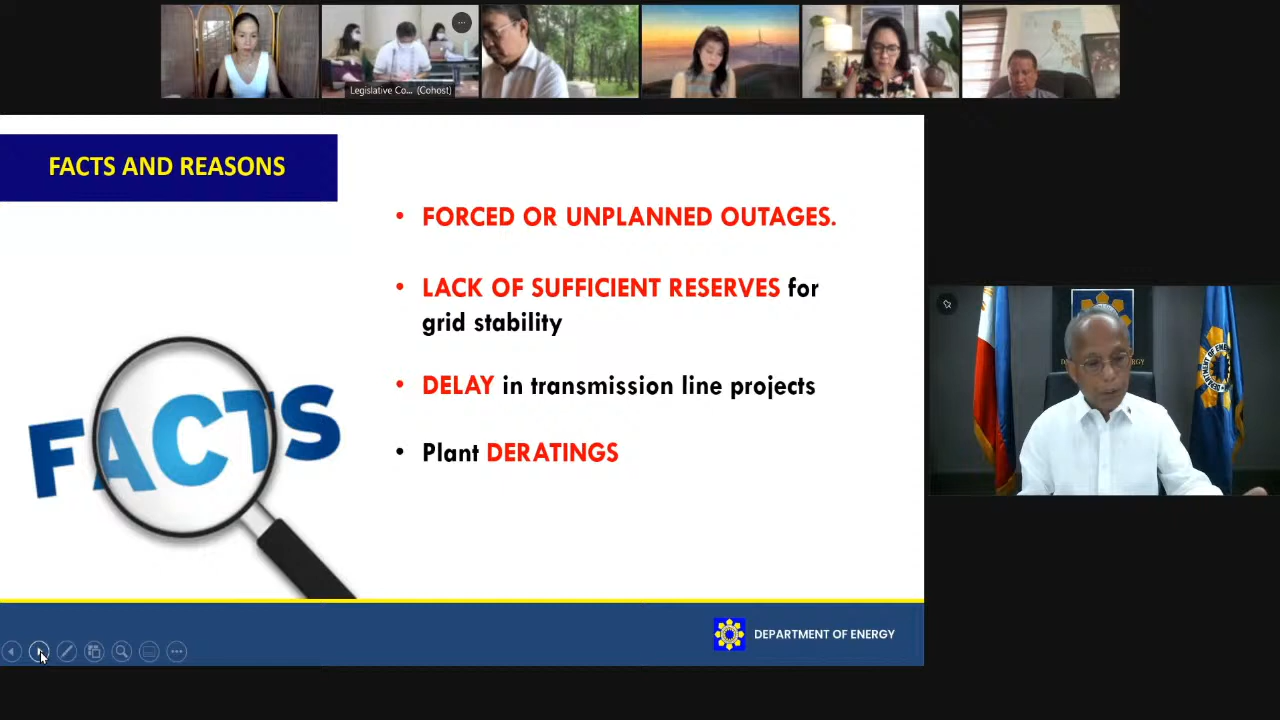 Legislative Co... (Cohost)
FACTS AND REASONS
• FORCED OR UNPLANNED OUTAGES.
• LACK OF SUFFICIENT RESERVES for
grid stability
• DELAY in transmission line projects
• Plant DERATINGS
FACTS
DEPARTMENT OF ENERGY